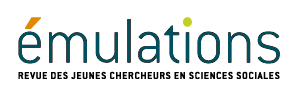 émulations
REVUE DES JEUNES CHERCHEURS EN SCIENCES SOCIALES